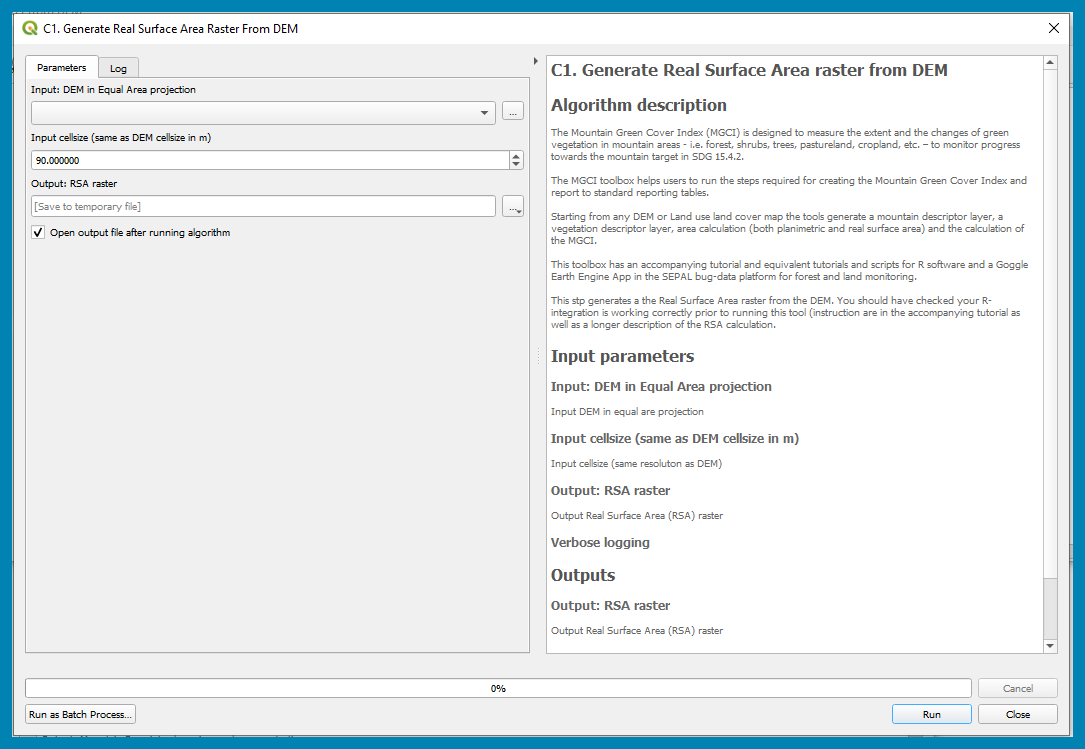 C1. Generate Real Surface Area Raster From DEM
Parameters
Log
Input: DEM in Equal Area projection
...
Input cellsize (same as DEM cellsize in m)
90.000000
Output: RSA raster
[Save to temporary file]
...
Open output file after running algorithm
C1. Generate Real Surface Area raster from DEM
Algorithm description
The Mountain Green Cover Index (MGCI) is designed to measure the extent and the changes of green
vegetation in mountain areas - i.e. forest, shrubs, trees, pastureland, cropland, etc. – to monitor progress
towards the mountain target in SDG 15.4.2.
The MGCI toolbox helps users to run the steps required for creating the Mountain Green Cover Index and
report to standard reporting tables.
Starting from any DEM or Land use land cover map the tools generate a mountain descriptor layer, a
vegetation descriptor layer, area calculation (both planimetric and real surface area) and the calculation of
the MGCI.
This toolbox has an accompanying tutorial and equivalent tutorials and scripts for R software and a Goggle
Earth Engine App in the SEPAL bug-data platform for forest and land monitoring.
This stp generates a the Real Surface Area raster from the DEM. You should have checked your R-
integration is working correctly prior to running this tool (instruction are in the accompanying tutorial as
well as a longer description of the RSA calculation.
Input parameters
Input: DEM in Equal Area projection
Input DEM in equal are projection
Input cellsize (same as DEM cellsize in m)
Input cellsize (same resoluton as DEM)
Output: RSA raster
Output Real Surface Area (RSA) raster
Verbose logging
Outputs
Output: RSA raster
Output Real Surface Area (RSA) raster
0%
Cancel
Run as Batch Process...
Run
Close